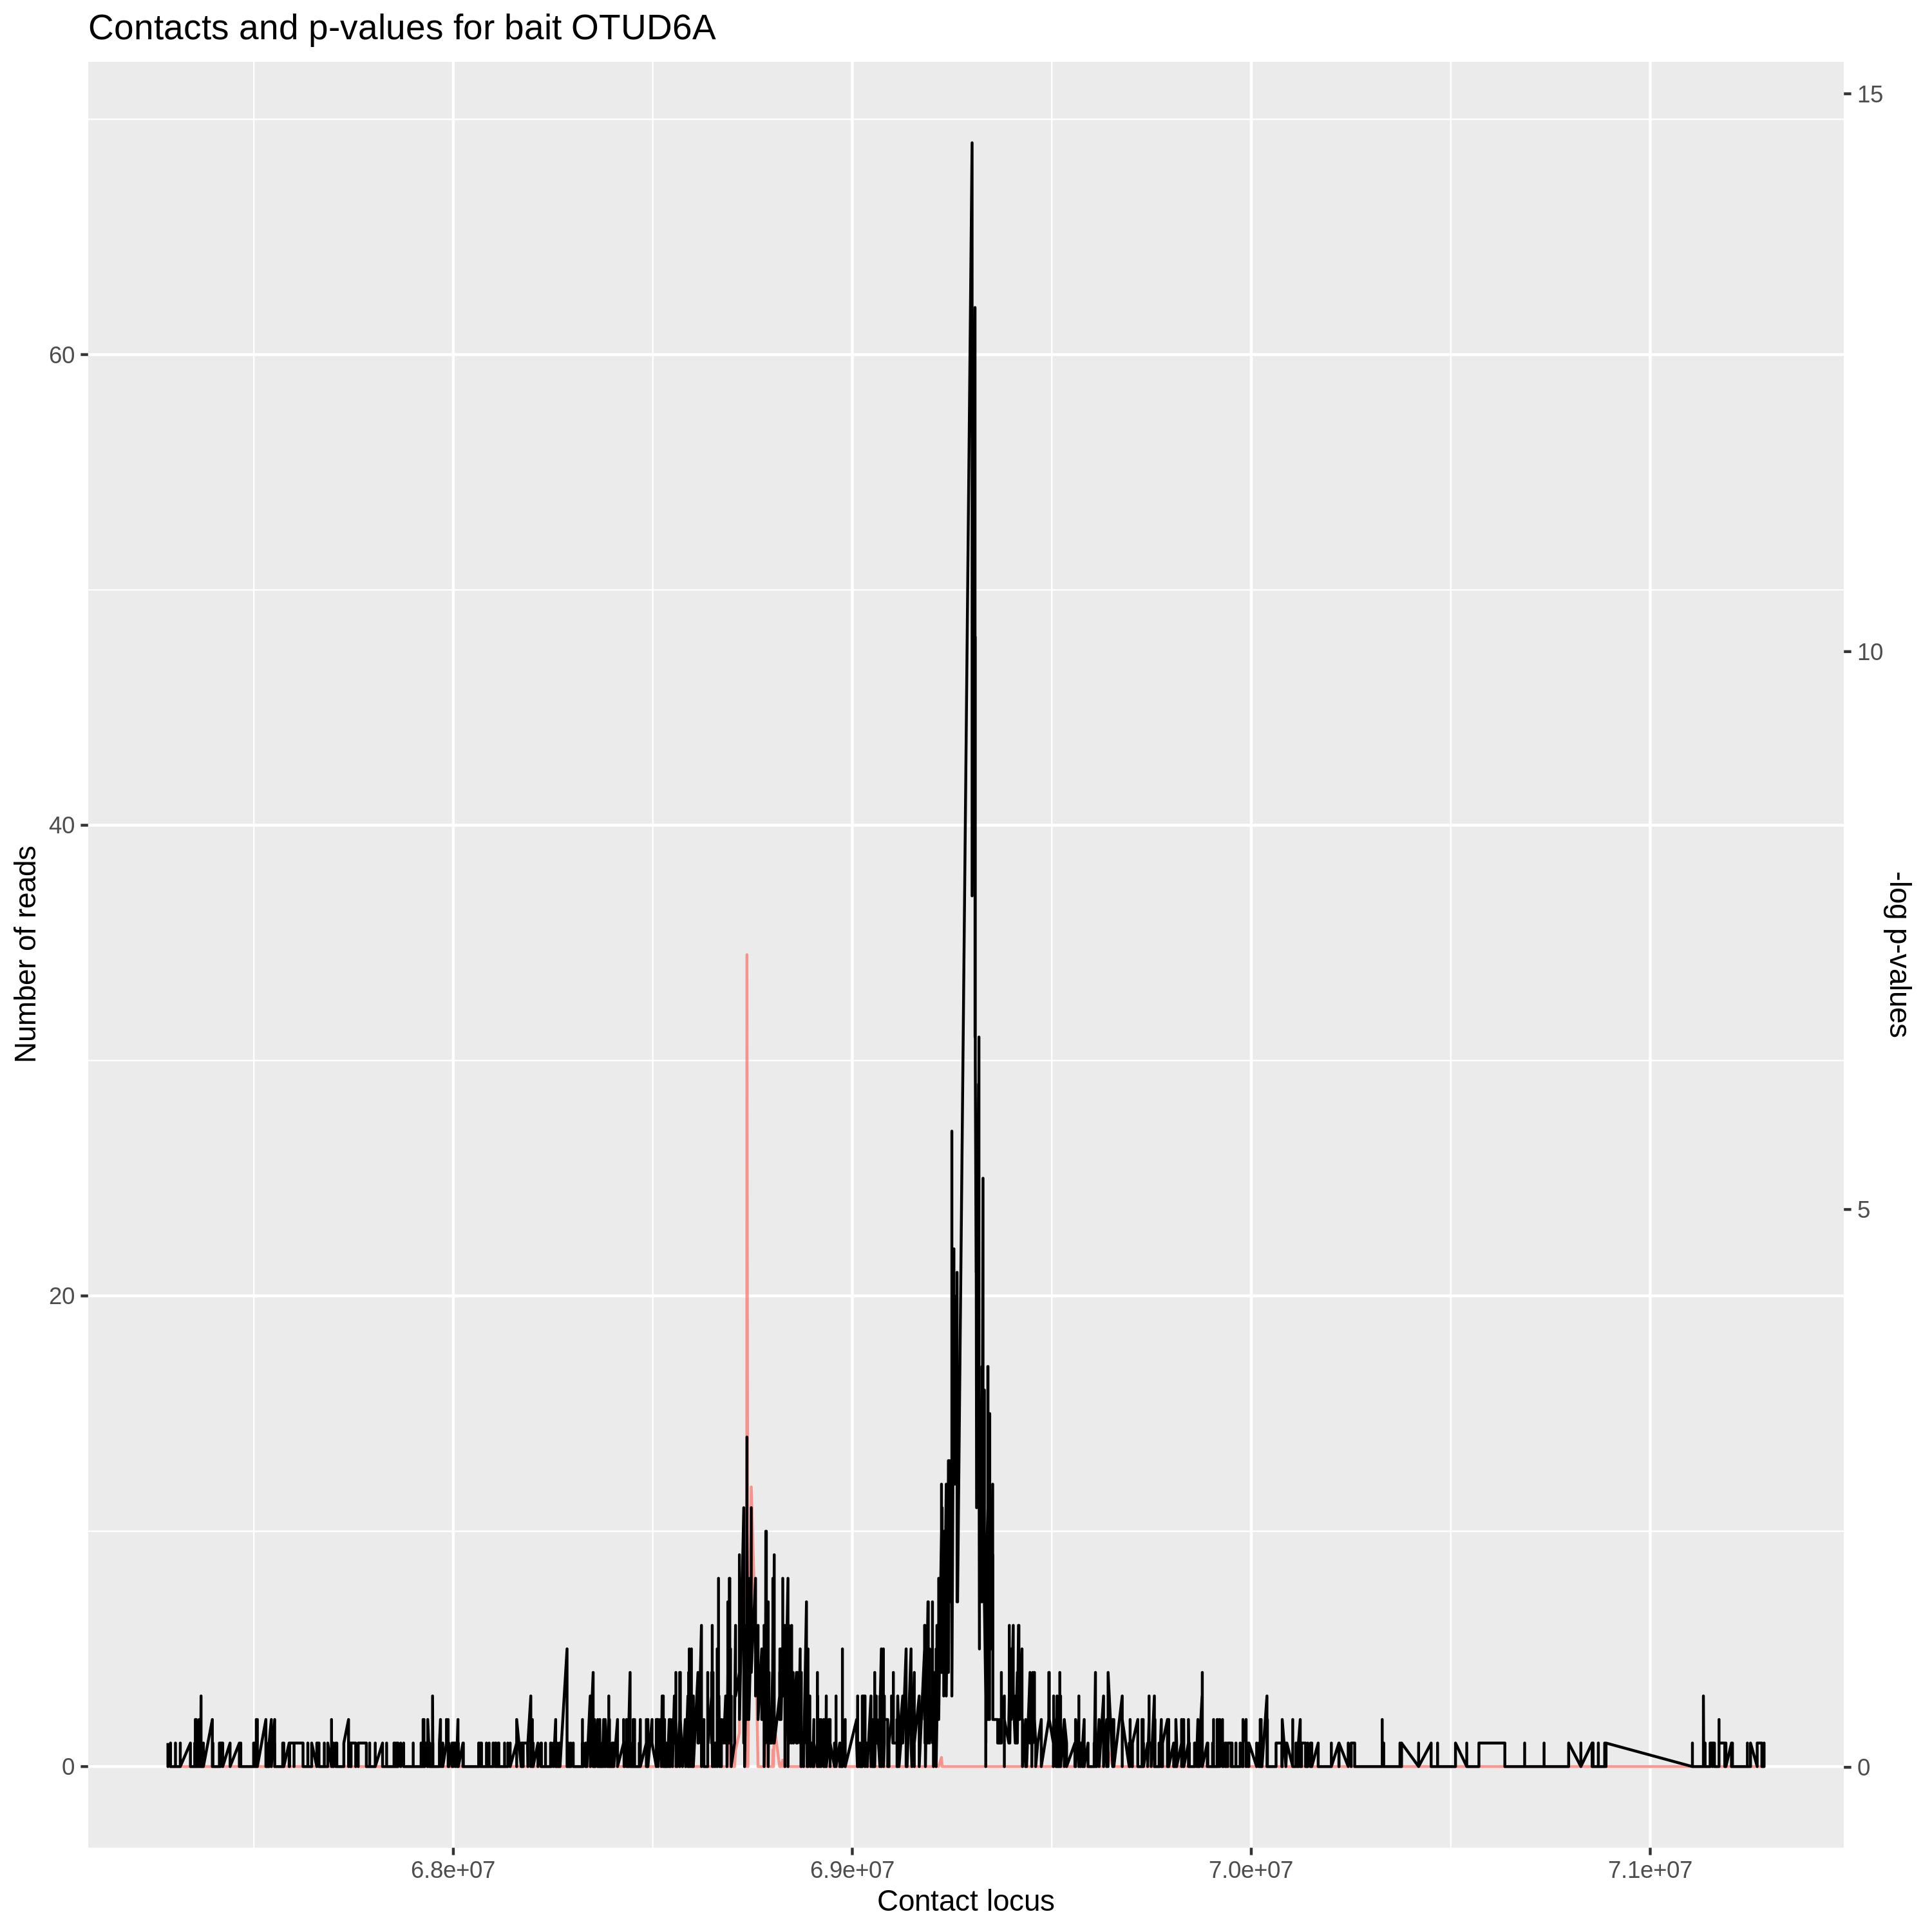 Contacts and p-values for bait OTUD6A
15
60
10
40
Number of reads
-log p-values
5
20
0
0
6.8e+07
6.9e+07
7.0e+07
7.1e+07
Contact locus